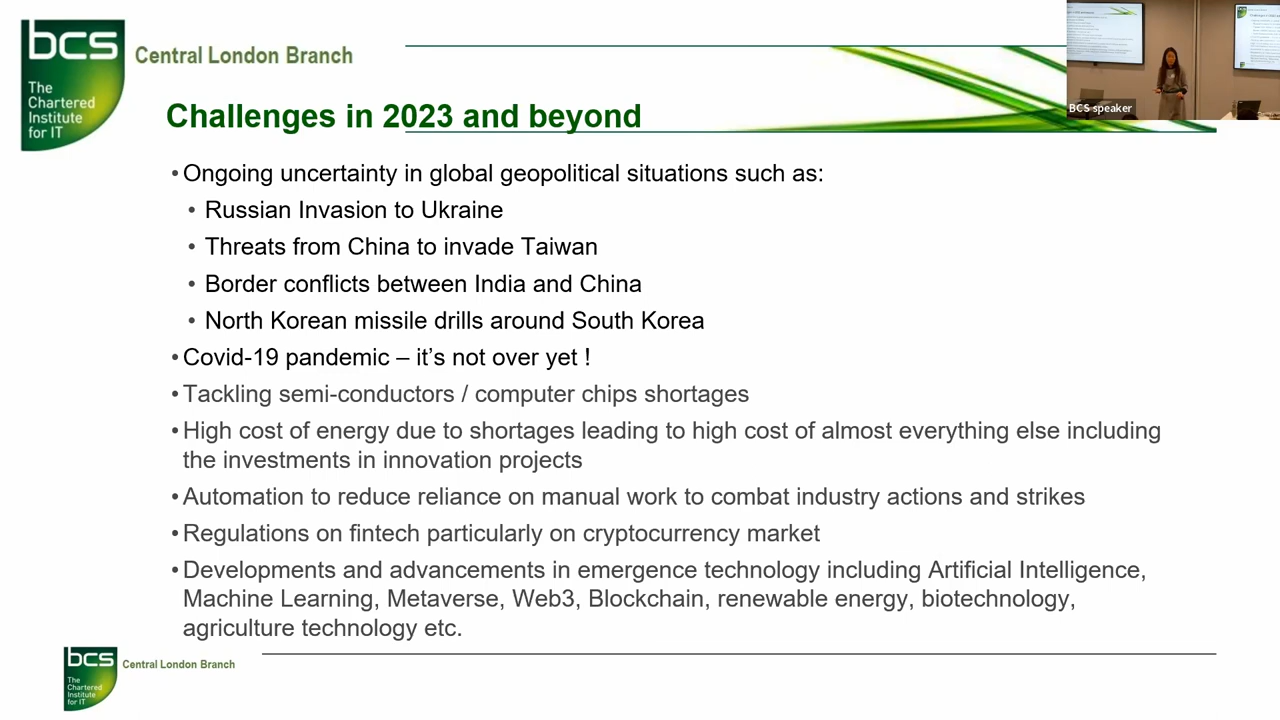 bcs
The
Chartered
Institute
for IT
Central London Branch
BCS speaker
Challenges in 2023 and beyond
•Ongoing uncertainty in global geopolitical situations such as:
• Russian Invasion to Ukraine
• Threats from China to invade Taiwan
• Border conflicts between India and China
• North Korean missile drills around South Korea
•Covid-19 pandemic – it’s not over yet !
•Tackling semi-conductors / computer chips shortages
•High cost of energy due to shortages leading to high cost of almost everything else including
the investments in innovation projects
•Automation to reduce reliance on manual work to combat industry actions and strikes
•Regulations on fintech particularly on cryptocurrency market
•Developments and advancements in emergence technology including Artificial Intelligence,
Machine Learning, Metaverse, Web3, Blockchain, renewable energy, biotechnology,
agriculture technology etc.
bcs
The
Chartered
Institute
for IT
Central London Branch